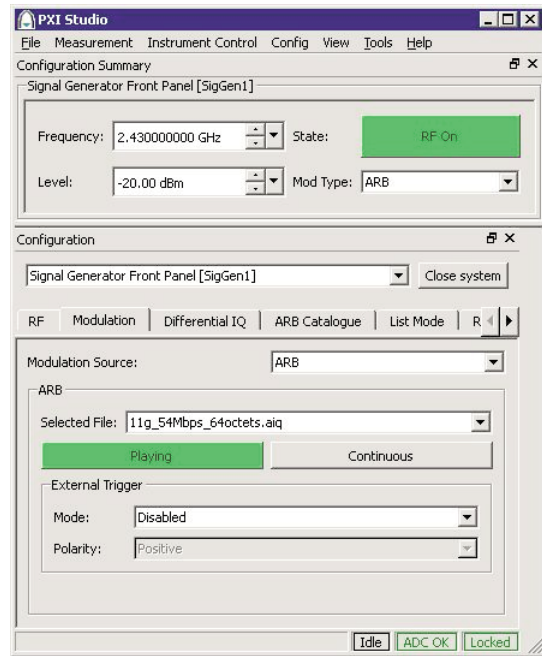 PXI Studio
File Measurement Instrument Control Config View Tools Help
Configuration Summary
Signal Generator Front Panel [SigGen1]
Frequency: 2.430000000 GHz State: RF On
Level: -20.00 dBm Mod Type: ARB
Configuration
Signal Generator Front Panel [SigGen1] Close system
RF Modulation Differential IQ ARB Catalogue List Mode R
Modulation Source: ARB
ARB
Selected File: 11g_54Mbps_64octets.aiq
Playing Continuous
External Trigger
Mode: Disabled
Polarity: Positive
Idle ADC OK Locked